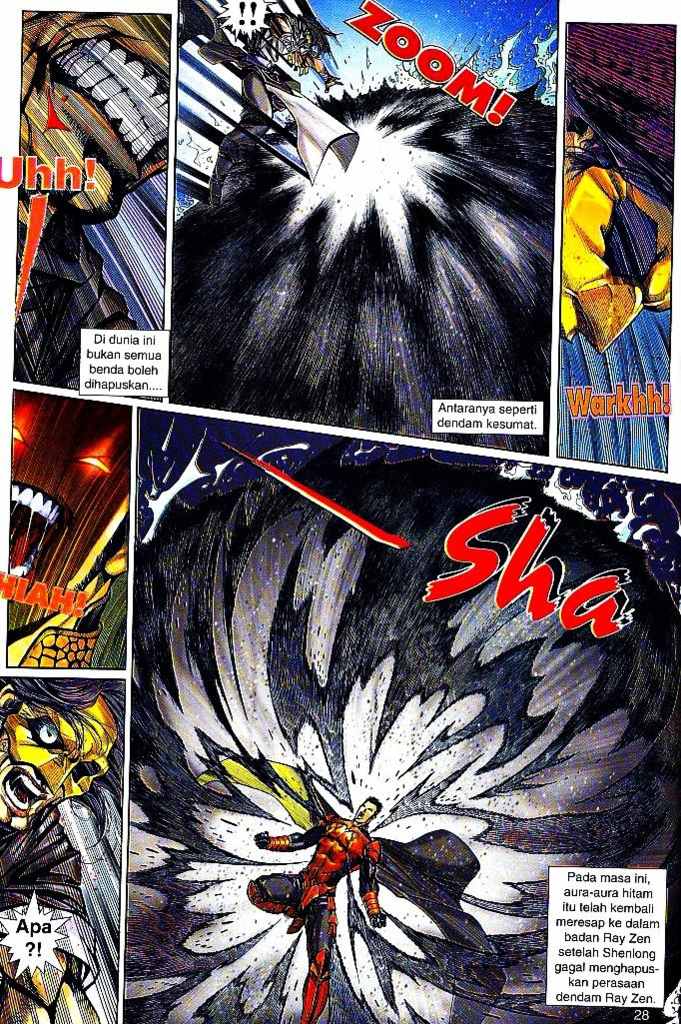 Uhh!
!!
ZOOM!
Di dunia ini
bukan semua
benda boleh
dihapuskan....
Antaranya seperti
dendam kesumat.
Warkhh!
HIAH!
Sha
Apa
?!
Pada masa ini,
aura-aura hitam
itu telah kembali
meresap ke dalam
badan Ray Zen
setelah Shenlong
gagal menghapus-
kan perasaan
dendam Ray Zen.
28